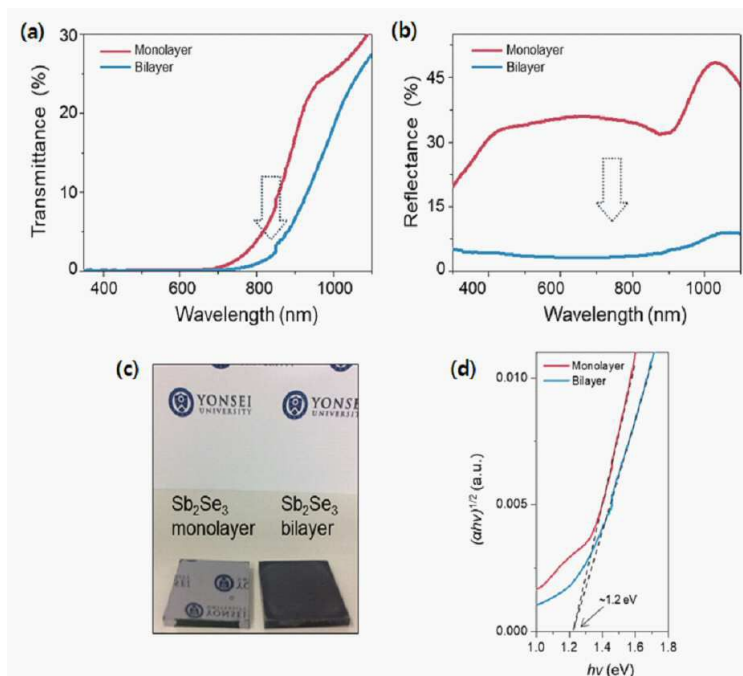 (a)
30
20
10
0
Transmittance (%)
Monolayer
Bilayer
400
600
800
1000
Wavelength (nm)
(b)
45
30
15
0
Reflectance (%)
Monolayer
Bilayer
400
600
800
1000
Wavelength (nm)
(c)
YONSEI
UNIVERSITY
YONSEI
UNIVERSITY
Sb₂Se₃
monolayer
Sb₂Se₃
bilayer
(d)
0.010
0.005
0.000
(αhν)¹/²(a.u.)
Monolayer
Bilayer
~1.2 eV
1.0
1.2
1.4
1.6
1.8
hν (eV)